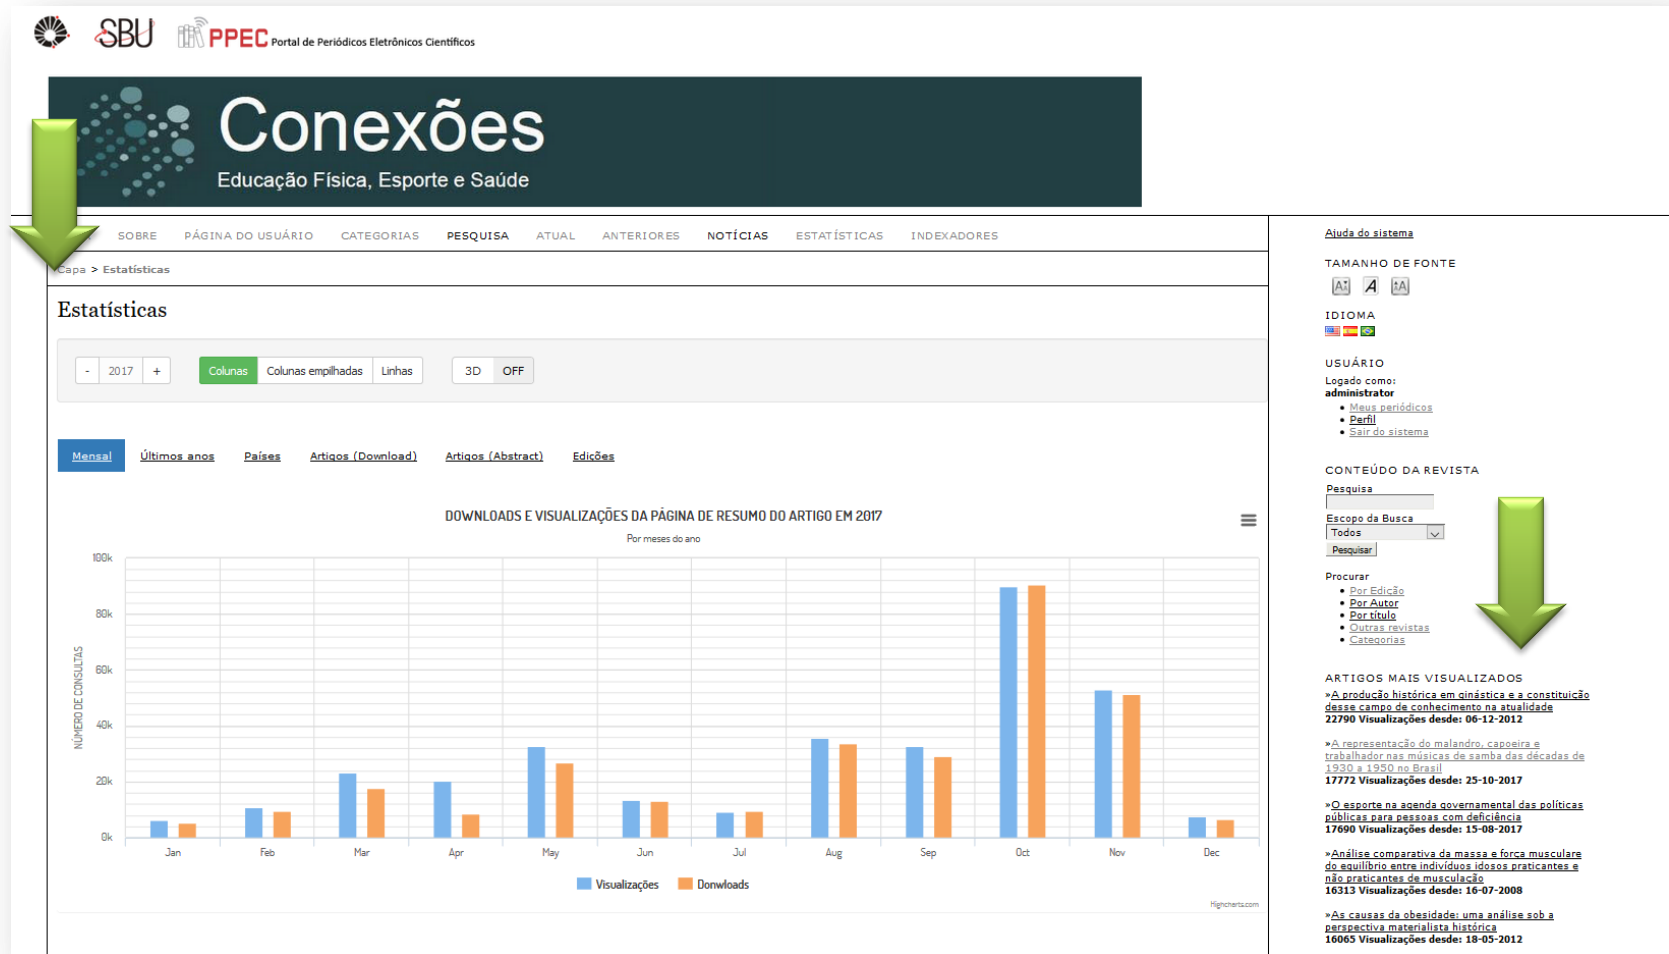 SBU
PPEC Portal de Periódicos Eletrônicos Científicos
Conexões
Educação Física, Esporte e Saúde
SOBRE PÁGINA DO USUÁRIO CATEGORIAS PESQUISA ATUAL ANTERIORES NOTÍCIAS ESTATÍSTICAS INDEXADORES
Capa > Estatísticas
Estatísticas
- 2017 + Colunas Colunas empilhadas Linhas 3D OFF
Mensal Últimos anos Países Artigos (Download) Artigos (Abstract) Edições
DOWNLOADS E VISUALIZAÇÕES DA PÁGINA DE RESUMO DO ARTIGO EM 2017
Por meses do ano
NÚMERO DE CONSULTAS
100k
80k
60k
40k
20k
0k
Jan Feb Mar Apr May Jun Jul Aug Sep Oct Nov Dec
Visualizações Donwloads
Highcharts.com
Ajuda do sistema
TAMANHO DE FONTE
IDIOMA
USUÁRIO
Logado como:
administrator
• Meus periódicos
• Perfil
• Sair do sistema
CONTEÚDO DA REVISTA
Pesquisa
Escopo da Busca
Todos
Pesquisar
Procurar
• Por Edição
• Por Autor
• Por título
• Outras revistas
• Categorias
ARTIGOS MAIS VISUALIZADOS
»A produção histórica em ginástica e a constituição
desse campo de conhecimento na atualidade
22790 Visualizações desde: 06-12-2012
»A representação do malandro, capoeira e
trabalhador nas músicas de samba das décadas de
1930 a 1950 no Brasil
17772 Visualizações desde: 25-10-2017
»O esporte na agenda governamental das políticas
públicas para pessoas com deficiência
17690 Visualizações desde: 15-08-2017
»Análise comparativa da massa e força musculare
do equilíbrio entre indivíduos idosos praticantes e
não praticantes de musculação
16313 Visualizações desde: 16-07-2008
»As causas da obesidade: uma análise sob a
perspectiva materialista histórica
16065 Visualizações desde: 18-05-2012